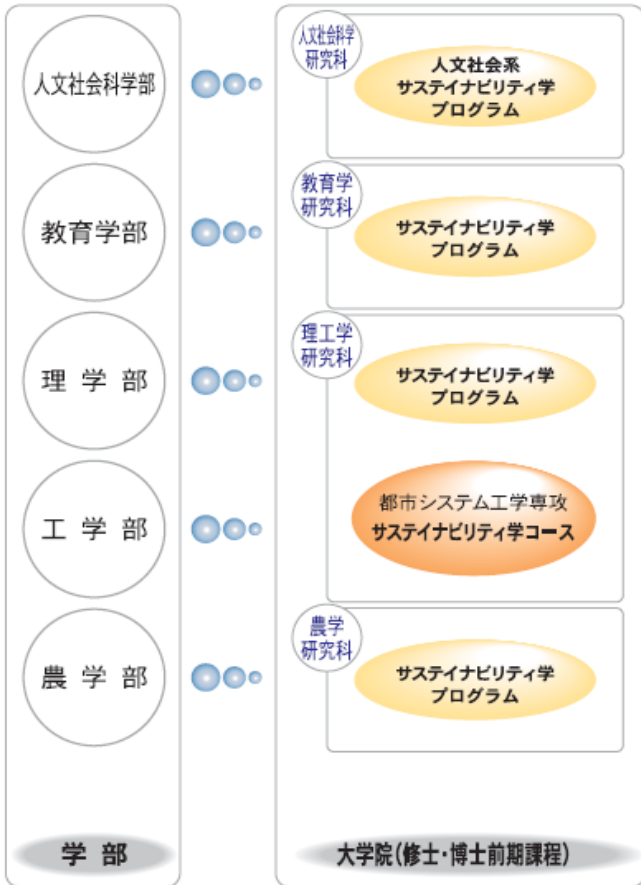 人文社会科学部
人文社会科学
研究科
人文社会系
サステイナビリティ学
プログラム
教育学部
教育学
研究科
サステイナビリティ学
プログラム
理学部
理工学
研究科
サステイナビリティ学
プログラム
工学部
都市システム工学専攻
サステイナビリティ学コース
農学部
農学
研究科
サステイナビリティ学
プログラム
学部
大学院(修士・博士前期課程)